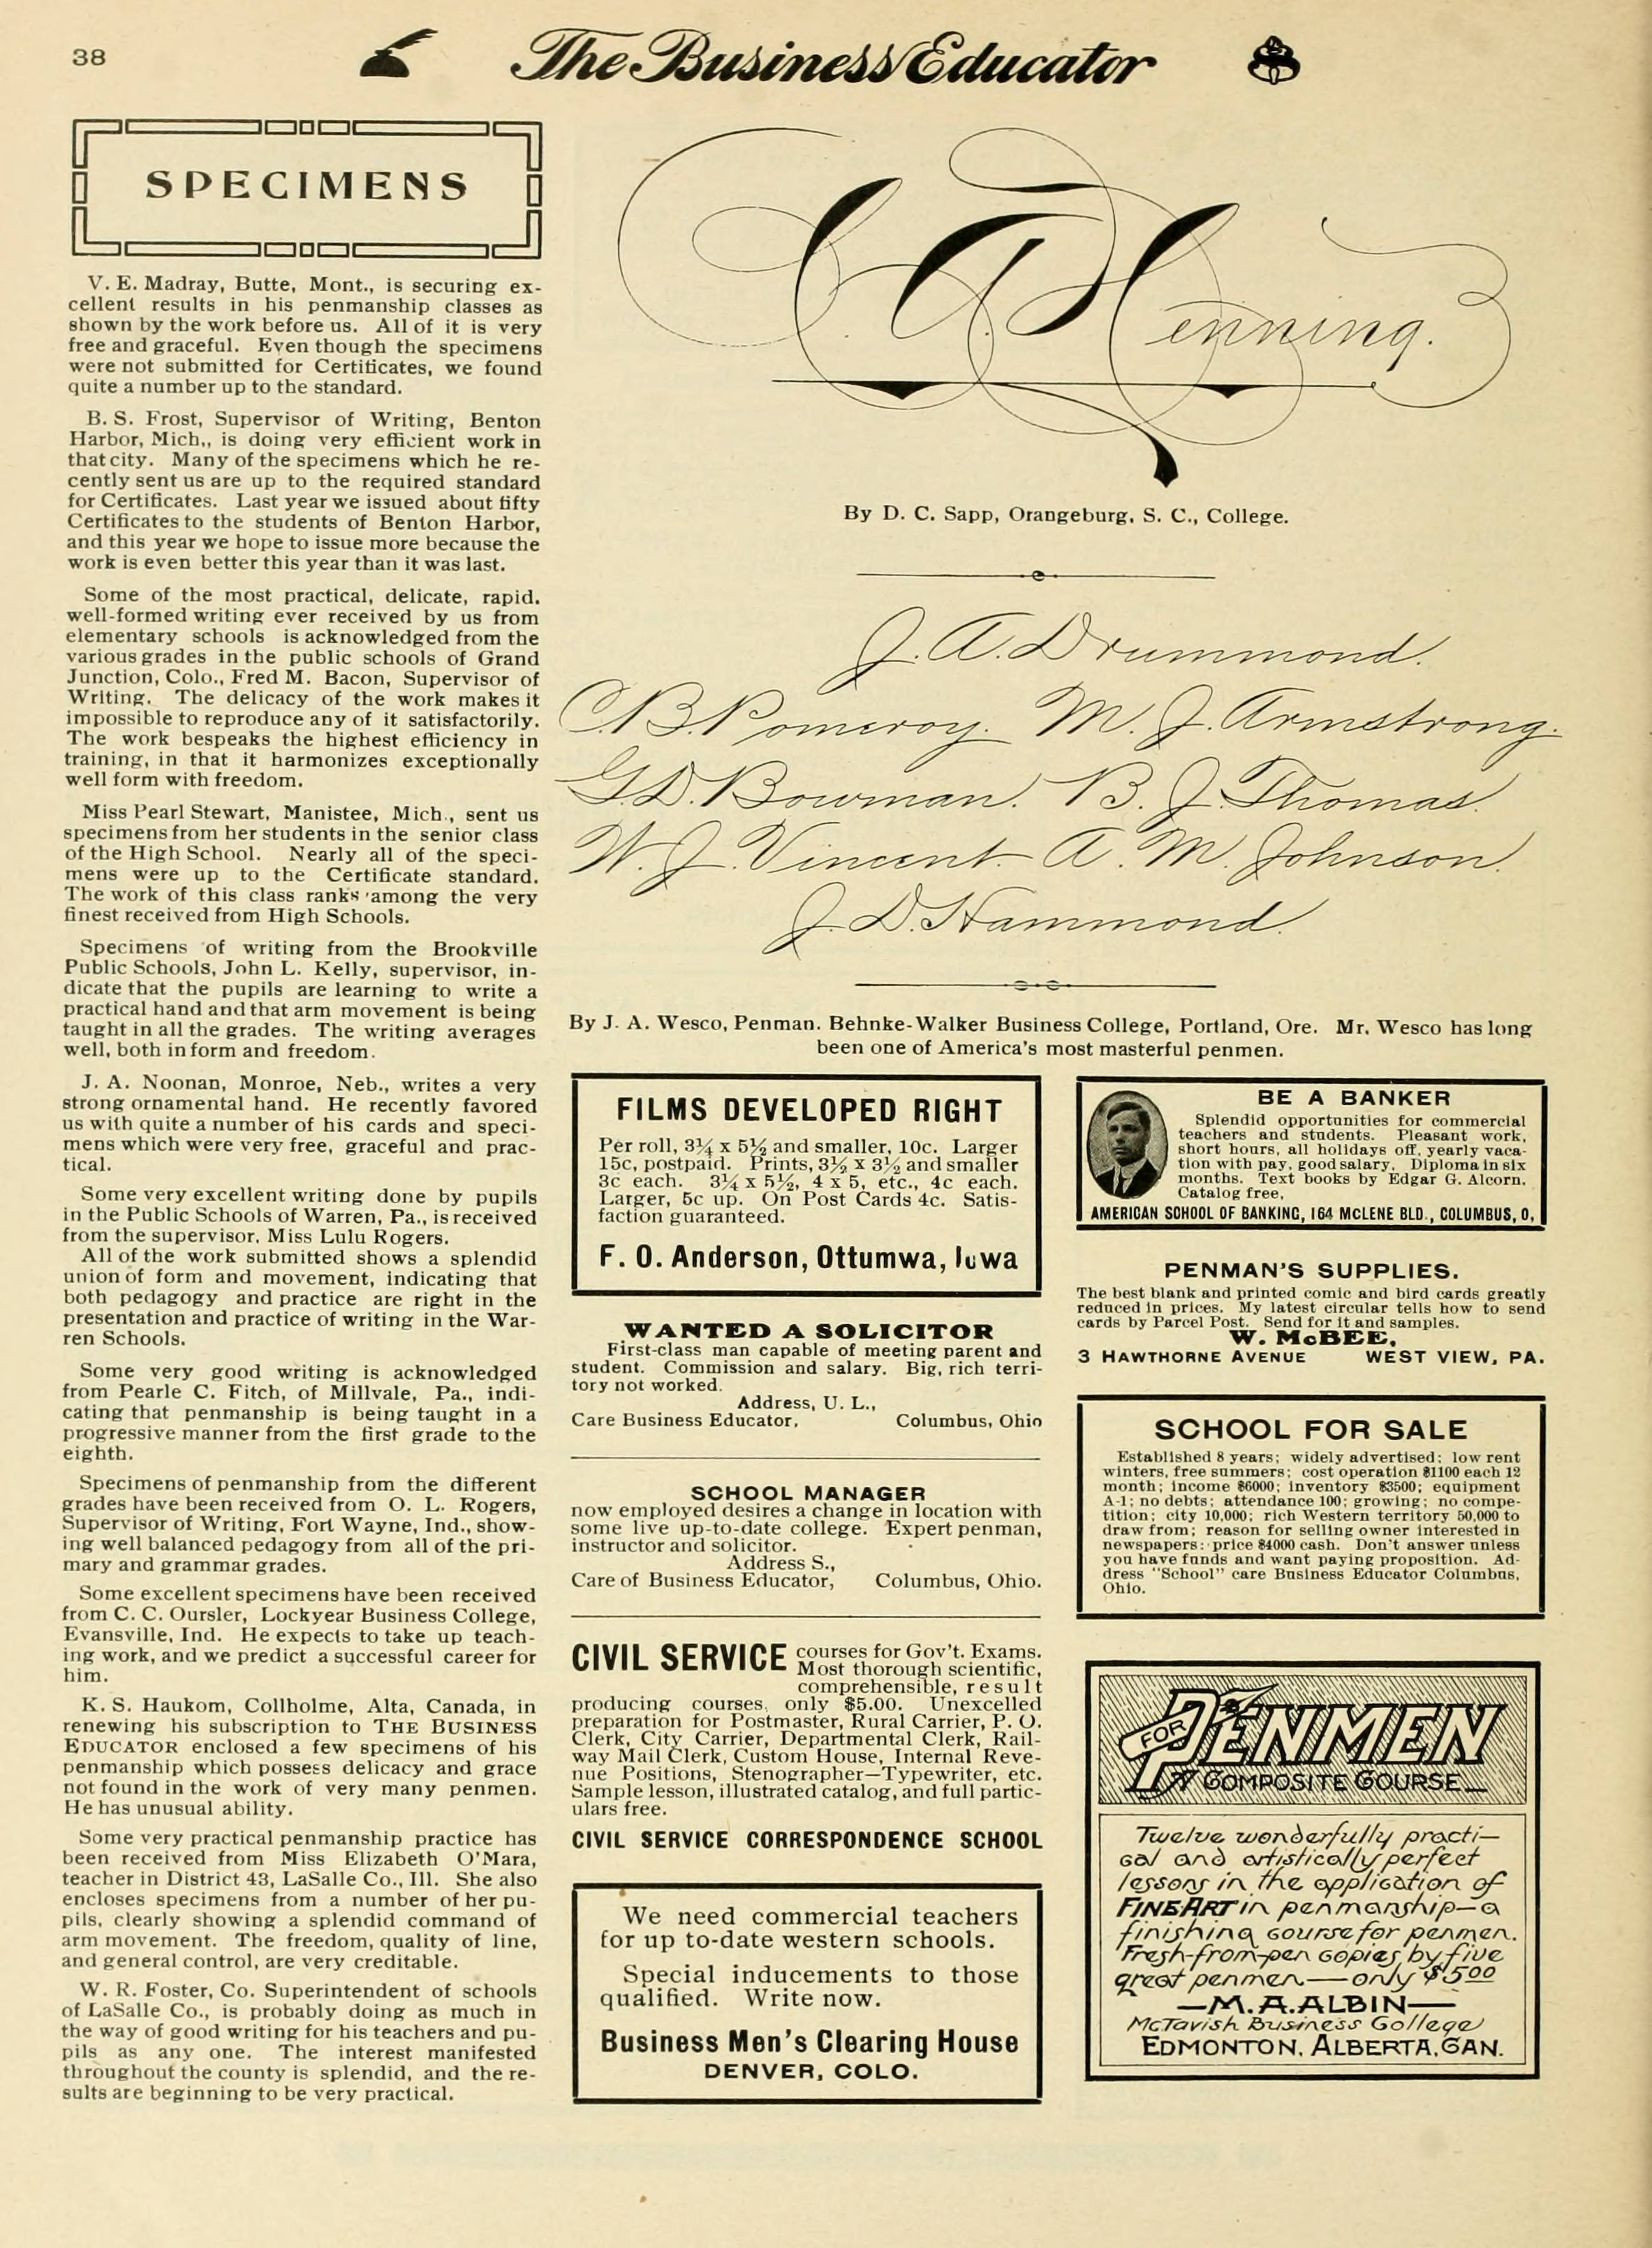 38
The Business Educator
SPECIMENS
V. E. Madray, Butte, Mont., is securing ex-
cellent results in his penmanship classes as
shown by the work before us. All of it is very
free and graceful. Even though the specimens
were not submitted for Certificates, we found
quite a number up to the standard.
B. S. Frost, Supervisor of Writing, Benton
Harbor, Mich., is doing very efficient work in
that city. Many of the specimens which he re-
cently sent us are up to the required standard
for Certificates. Last year we issued about fifty
Certificates to the students of Benton Harbor,
and this year we hope to issue more because the
work is even better this year than it was last.
Some of the most practical, delicate, rapid.
well-formed writing ever received by us from
elementary schools is acknowledged from the
various grades in the public schools of Grand
Junction, Colo., Fred M. Bacon, Supervisor of
Writing. The delicacy of the work makes it
impossible to reproduce any of it satisfactorily.
The work bespeaks the highest efficiency in
training, in that it harmonizes exceptionally
well form with freedom.
Miss Pearl Stewart, Manistee, Mich., sent us
specimens from her students in the senior class
of the High School. Nearly all of the speci-
mens were up to the Certificate standard.
The work of this class ranks among the very
finest received from High Schools.
Specimens of writing from the Brookville
Public Schools, John L. Kelly, supervisor, in-
dicate that the pupils are learning to write a
practical hand and that arm movement is being
taught in all the grades. The writing averages
well, both in form and freedom.
J. A. Noonan, Monroe, Neb., writes a very
strong ornamental hand. He recently favored
us with quite a number of his cards and speci-
mens which were very free, graceful and prac-
tical.
Some very excellent writing done by pupils
in the Public Schools of Warren, Pa., is received
from the supervisor, Miss Lulu Rogers.
All of the work submitted shows a splendid
union of form and movement, indicating that
both pedagogy and practice are right in the
presentation and practice of writing in the War-
ren Schools.
Some very good writing is acknowledged
from Pearle C. Fitch, of Millvale, Pa., indi-
cating that penmanship is being taught in a
progressive manner from the first grade to the
eighth.
Specimens of penmanship from the different
grades have been received from O. L. Rogers,
Supervisor of Writing, Fort Wayne, Ind., show-
ing well balanced pedagogy from all of the pri-
mary and grammar grades.
Some excellent specimens have been received
from C. C. Oursler, Lockyear Business College,
Evansville, Ind. He expects to take up teach-
ing work, and we predict a successful career for
him.
K. S. Haukom, Collholme, Alta, Canada, in
renewing his subscription to THE BUSINESS
EDUCATOR enclosed a few specimens of his
penmanship which possess delicacy and grace
not found in the work of very many penmen.
He has unusual ability.
Some very practical penmanship practice has
been received from Miss Elizabeth O'Mara,
teacher in District 43, LaSalle Co., Ill. She also
encloses specimens from a number of her pu-
pils, clearly showing a splendid command of
arm movement. The freedom, quality of line,
and general control, are very creditable.
W. R. Foster, Co. Superintendent of schools
of LaSalle Co., is probably doing as much in
the way of good writing for his teachers and pu-
pils as any one. The interest manifested
throughout the county is splendid, and the re-
sults are beginning to be very practical.
C. A. Henning.
By D. C. Sapp, Orangeburg, S. C., College.
J. A. Drummond.
C. B. Pomeroy. M. J. Armstrong.
G. D. Bowman. B. J. Thomas.
W. J. Vincent A. M. Johnson.
J. D. Hammond.
By J. A. Wesco, Penman. Behnke-Walker Business College, Portland, Ore. Mr. Wesco has long
been one of America's most masterful penmen.
FILMS DEVELOPED RIGHT
Per roll, 3¼ x 5½ and smaller, 10c. Larger
15c, postpaid. Prints, 3½ x 3½ and smaller
3c each. 3¼ x 5½, 4 x 5, etc., 4c each.
Larger, 5c up. On Post Cards 4c. Satis-
faction guaranteed.
F. O. Anderson, Ottumwa, Iowa
WANTED A SOLICITOR
First-class man capable of meeting parent and
student. Commission and salary. Big, rich terri-
tory not worked.
Address, U. L.,
Care Business Educator, Columbus, Ohio
SCHOOL MANAGER
now employed desires a change in location with
some live up-to-date college. Expert penman,
instructor and solicitor.
Address S.,
Care of Business Educator, Columbus, Ohio.
CIVIL SERVICE courses for Gov't. Exams.
Most thorough scientific,
comprehensible, result
producing courses, only $5.00. Unexcelled
preparation for Postmaster, Rural Carrier, P. O.
Clerk, City Carrier, Departmental Clerk, Rail-
way Mail Clerk, Custom House, Internal Reve-
nue Positions, Stenographer—Typewriter, etc.
Sample lesson, illustrated catalog, and full partic-
ulars free.
CIVIL SERVICE CORRESPONDENCE SCHOOL
We need commercial teachers
for up to-date western schools.
Special inducements to those
qualified. Write now.
Business Men's Clearing House
DENVER, COLO.
BE A BANKER
Splendid opportunities for commercial
teachers and students. Pleasant work,
short hours, all holidays off, yearly vaca-
tion with pay, good salary. Diploma in six
months. Text books by Edgar G. Alcorn.
Catalog free,
AMERICAN SCHOOL OF BANKING, 164 McLENE BLD., COLUMBUS, O,
PENMAN'S SUPPLIES.
The best blank and printed comic and bird cards greatly
reduced in prices. My latest circular tells how to send
cards by Parcel Post. Send for it and samples.
W. McBEE,
3 HAWTHORNE AVENUE WEST VIEW, PA.
SCHOOL FOR SALE
Established 8 years; widely advertised; low rent
winters, free summers; cost operation $1100 each 12
month; income $6000; inventory $3500; equipment
A-1; no debts; attendance 100; growing; no compe-
tition; city 10,000; rich Western territory 50,000 to
draw from; reason for selling owner interested in
newspapers: price $4000 cash. Don't answer unless
you have funds and want paying proposition. Ad-
dress "School" care Business Educator Columbus,
Ohio.
FOR PENMEN
A COMPOSITE COURSE
Twelve wonderfully practi-
cal and artistically perfect
lessons in the application of
FINE ART in penmanship—a
finishing course for penmen.
Fresh-from-pen copies by five
great penmen—only $5.00
—M. A. ALBIN—
McTavish Business College
EDMONTON, ALBERTA, CAN.